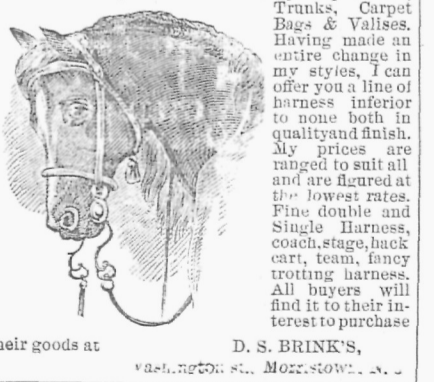 Trunks, Carpet
Bags & Valises.
Having made an
entire change in
my styles, I can
offer you a line of
harness inferior
to none both in
qualityand finish.
My prices are
ranged to suit all
and are figured at
the lowest rates.
Fine double and
Single Harness,
coach,stage,hack
cart, team, fancy
trotting harness.
All buyers will
find it to their in-
terest to purchase
heir goods at D. S. BRINK'S,
Washington st., Morristown, N. J